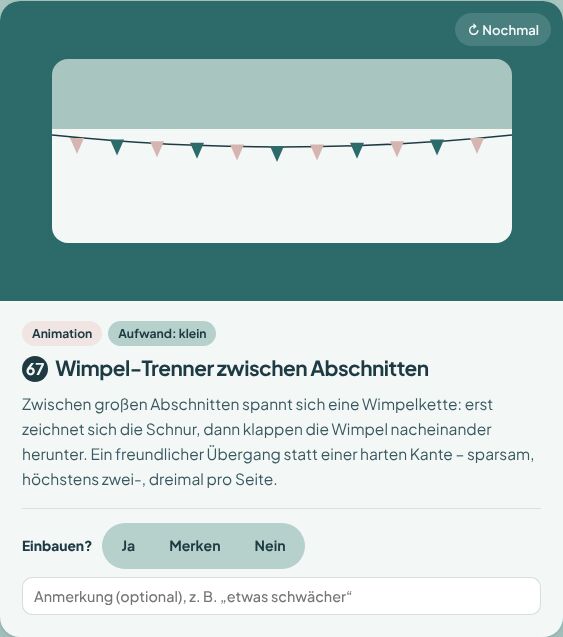 ↻ Nochmal
Animation
Aufwand: klein
67 Wimpel-Trenner zwischen Abschnitten
Zwischen großen Abschnitten spannt sich eine Wimpelkette: erst
zeichnet sich die Schnur, dann klappen die Wimpel nacheinander
herunter. Ein freundlicher Übergang statt einer harten Kante – sparsam,
höchstens zwei-, dreimal pro Seite.
Einbauen? Ja Merken Nein
Anmerkung (optional), z. B. „etwas schwächer“